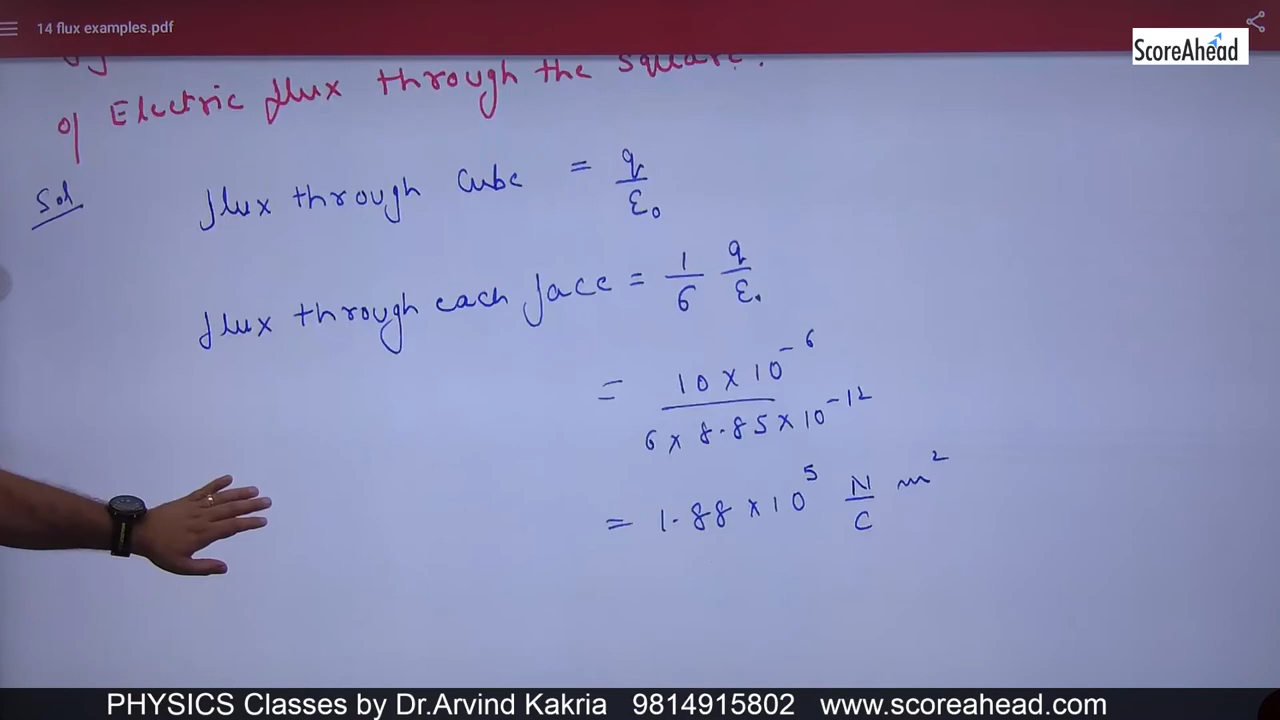 14 flux examples.pdf
ScoreAhead
of Electric flux through the square.
Sol
flux through Cube = q/ε₀
flux through each face = 1/6 q/ε₀
= 10 × 10⁻⁶ / 6 × 8.85 × 10⁻¹²
= 1.88 × 10⁵ N/C m²
PHYSICS Classes by Dr.Arvind Kakria 9814915802 www.scoreahead.com